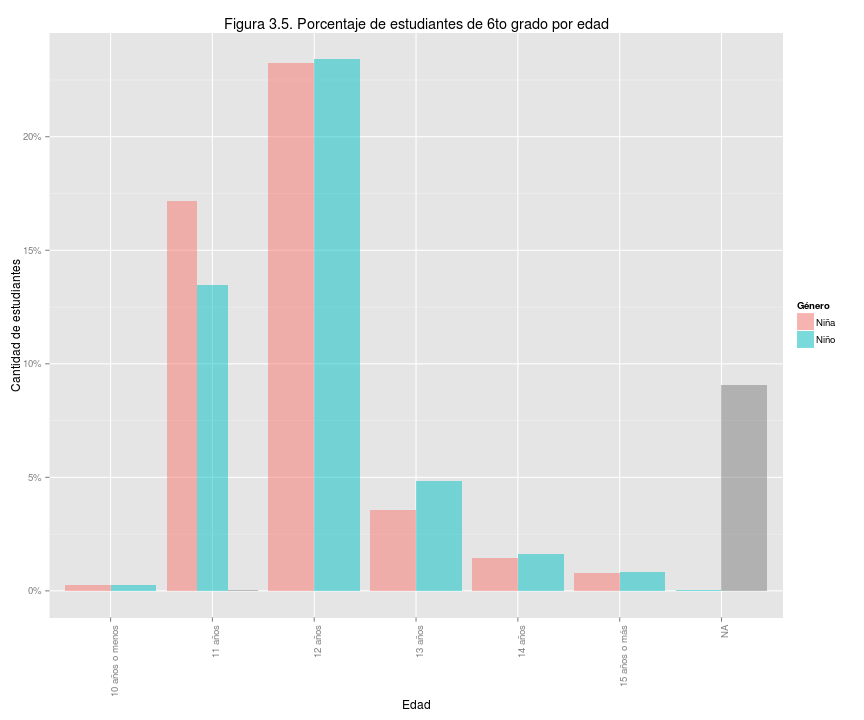 Figura 3.5. Porcentaje de estudiantes de 6to grado por edad
Cantidad de estudiantes
20%
15%
10%
5%
0%
10 años o menos
11 años
12 años
13 años
14 años
15 años o más
NA
Edad
Género
Niña
Niño